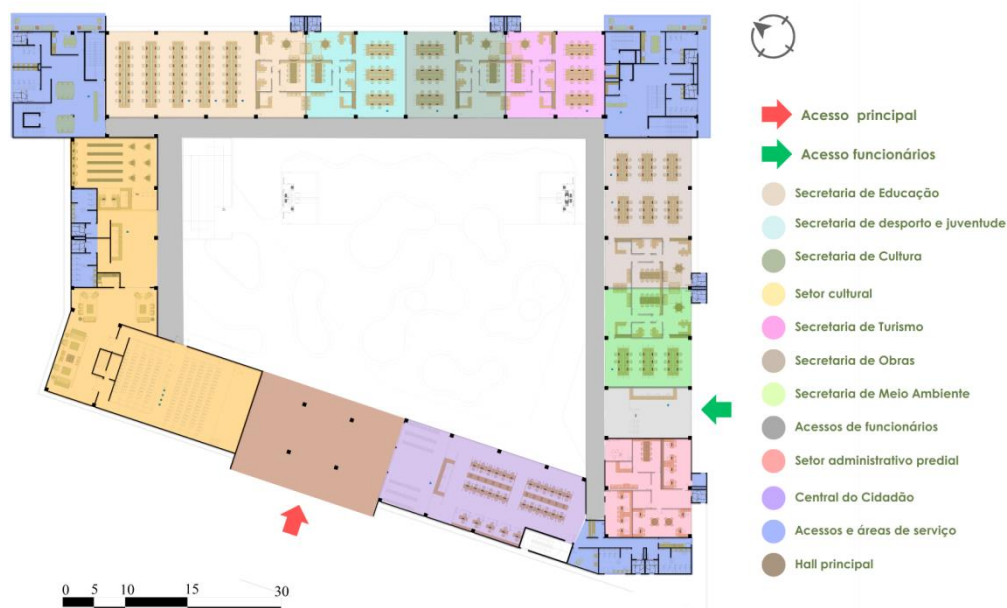 Acesso principal
Acesso funcionários
Secretaria de Educação
Secretaria de desporto e juventude
Secretaria de Cultura
Setor cultural
Secretaria de Turismo
Secretaria de Obras
Secretaria de Meio Ambiente
Acessos de funcionários
Setor administrativo predial
Central do Cidadão
Acessos e áreas de serviço
Hall principal
0 5 10 15 30